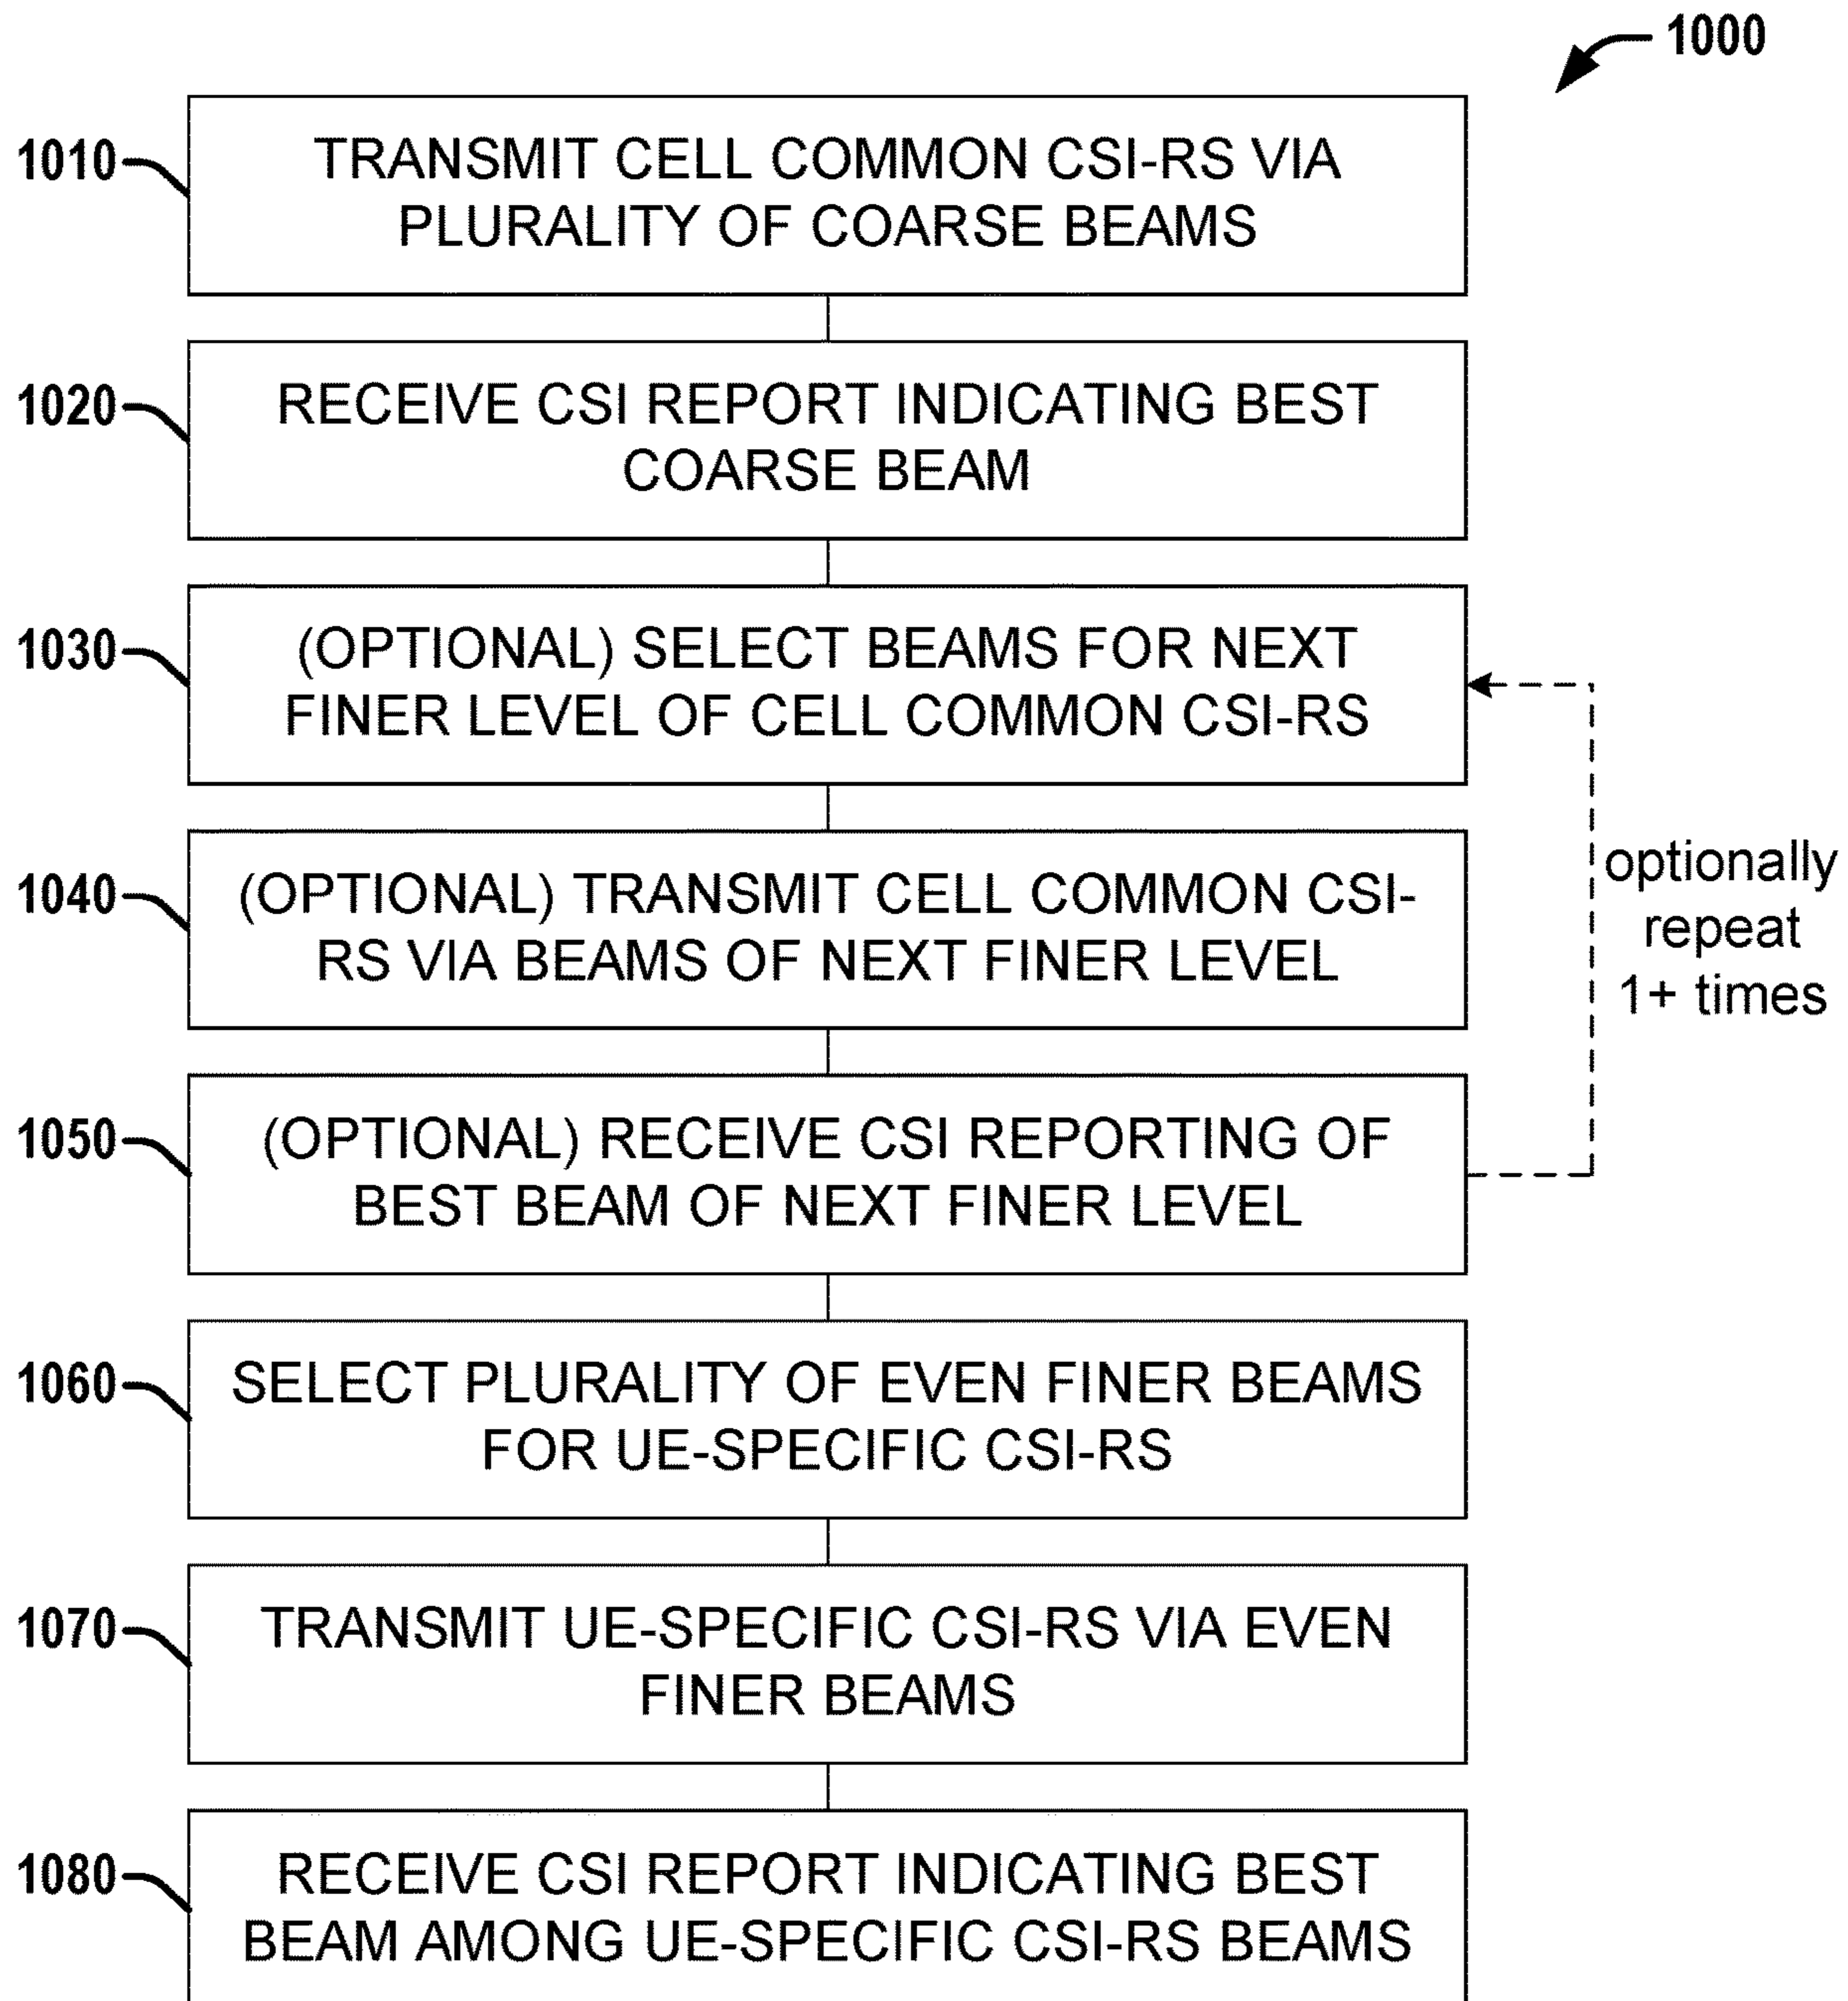 1000
1010
TRANSMIT CELL COMMON CSI-RS VIA
PLURALITY OF COARSE BEAMS
1020
RECEIVE CSI REPORT INDICATING BEST
COARSE BEAM
1030
(OPTIONAL) SELECT BEAMS FOR NEXT
FINER LEVEL OF CELL COMMON CSI-RS
1040
(OPTIONAL) TRANSMIT CELL COMMON CSI-
RS VIA BEAMS OF NEXT FINER LEVEL
optionally
repeat
1+ times
1050
(OPTIONAL) RECEIVE CSI REPORTING OF
BEST BEAM OF NEXT FINER LEVEL
1060
SELECT PLURALITY OF EVEN FINER BEAMS
FOR UE-SPECIFIC CSI-RS
1070
TRANSMIT UE-SPECIFIC CSI-RS VIA EVEN
FINER BEAMS
1080
RECEIVE CSI REPORT INDICATING BEST
BEAM AMONG UE-SPECIFIC CSI-RS BEAMS